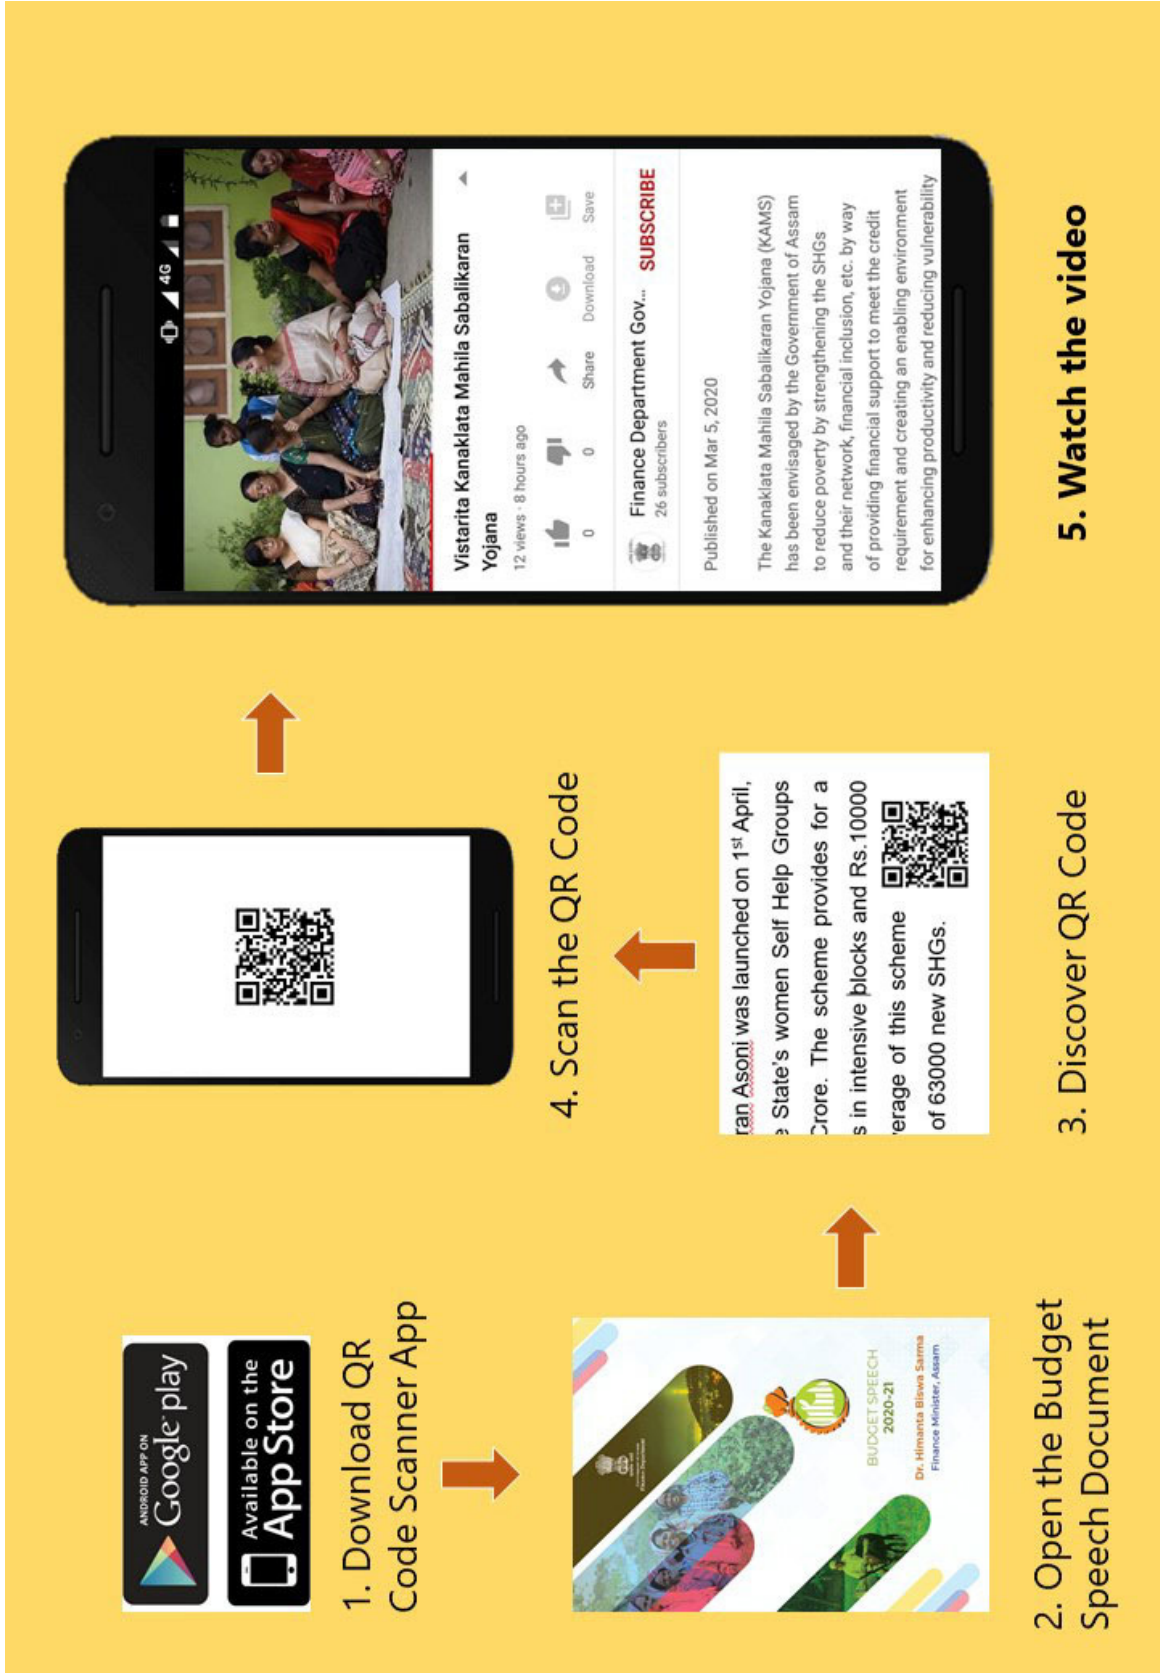 ANDROID APP ON
Google play
Available on the
App Store
1. Download QR
Code Scanner App
BUDGET SPEECH
2020-21
Dr. Himanta Biswa Sarma
Finance Minister, Assam
2. Open the Budget
Speech Document
ran Asoni was launched on 1st April,
State's women Self Help Groups
Crore. The scheme provides for a
s in intensive blocks and Rs.10000
erage of this scheme
of 63000 new SHGs.
3. Discover QR Code
4. Scan the QR Code
4G
Vistarita Kanaklata Mahila Sabalikaran
Yojana
12 views · 8 hours ago
0
0
Share
Download
Save
Finance Department Gov...
SUBSCRIBE
26 subscribers
Published on Mar 5, 2020
The Kanaklata Mahila Sabalikaran Yojana (KAMS)
has been envisaged by the Government of Assam
to reduce poverty by strengthening the SHGs
and their network, financial inclusion, etc. by way
of providing financial support to meet the credit
requirement and creating an enabling environment
for enhancing productivity and reducing vulnerability
5. Watch the video